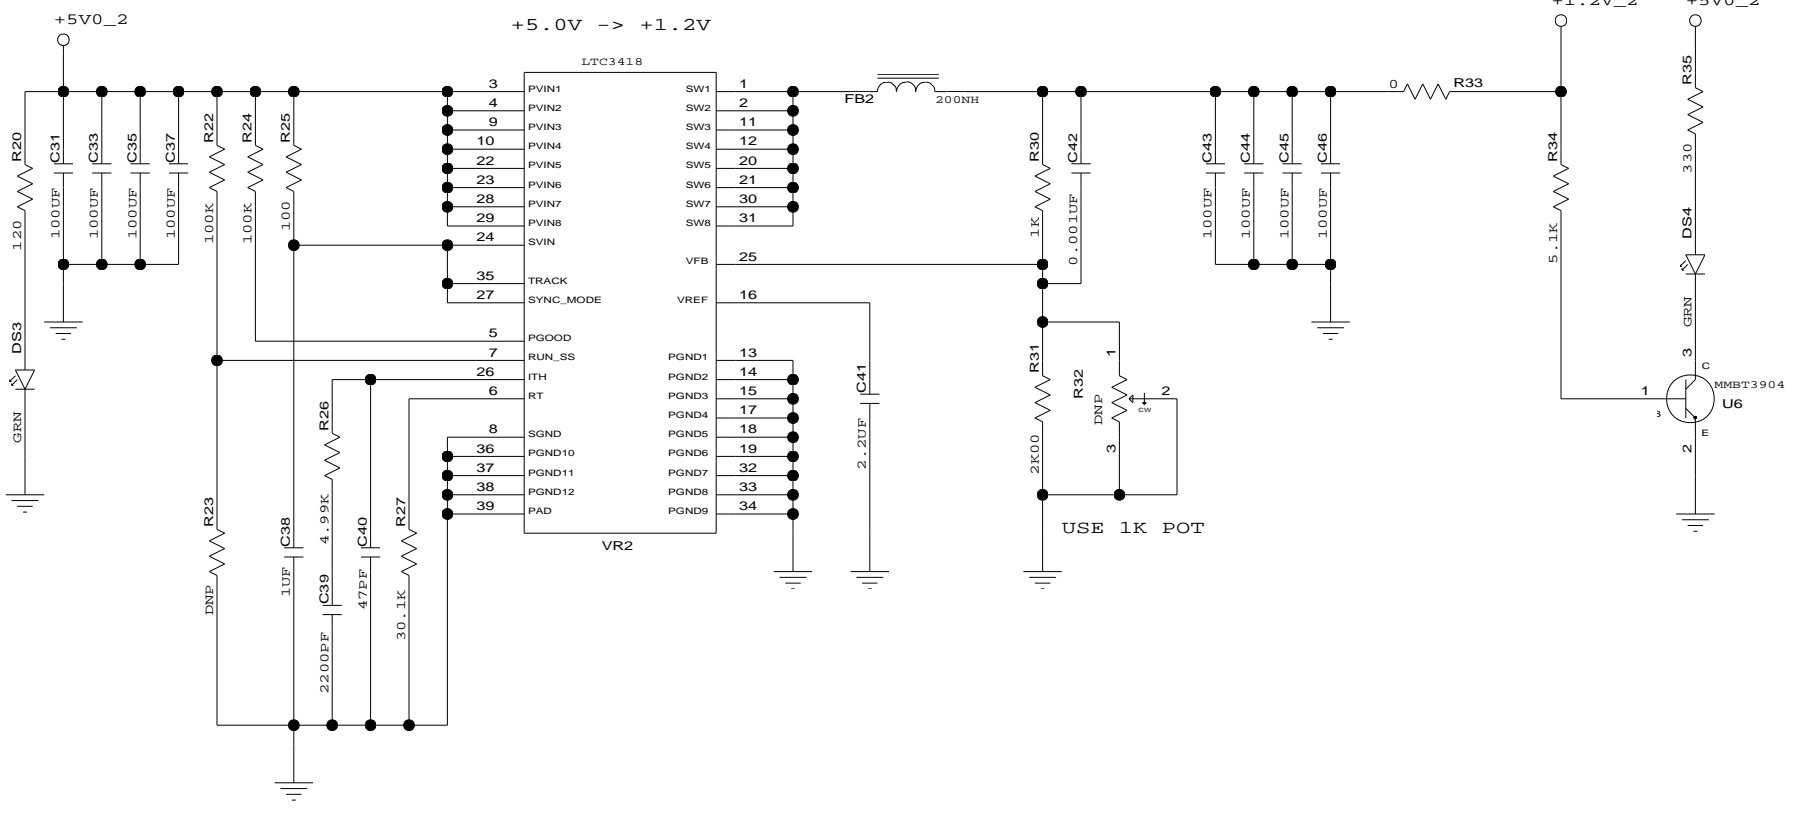 +5V0_2
+5.0V -> +1.2V
+1.2V_2
+5V0_2
LTC3418
3 PVIN1
4 PVIN2
9 PVIN3
10 PVIN4
22 PVIN5
23 PVIN6
28 PVIN7
29 PVIN8
24 SVIN
35 TRACK
27 SYNC_MODE
5 PGOOD
7 RUN_SS
26 ITH
6 RT
8 SGND
36 PGND10
37 PGND11
38 PGND12
39 PAD
SW1 1
SW2 2
SW3 11
SW4 12
SW5 20
SW6 21
SW7 30
SW8 31
VFB 25
VREF 16
PGND1 13
PGND2 14
PGND3 15
PGND4 17
PGND5 18
PGND6 19
PGND7 32
PGND8 33
PGND9 34
VR2
R20 120
DS3 GRN
C31 100UF
C33 100UF
C35 100UF
C37 100UF
R22 100K
R24 100K
R25 100
R23 DNP
C38 1UF
R26 4.99K
C39 2200PF
C40 47PF
R27 30.1K
FB2 200NH
C41 2.2UF
R30 1K
C42 0.001UF
R31 2K00
R32 DNP
1
2
3
CW
USE 1K POT
C43 100UF
C44 100UF
C45 100UF
C46 100UF
0 R33
R34 5.1K
R35 330
DS4 GRN
3 C
1
MMBT3904
U6
2 E